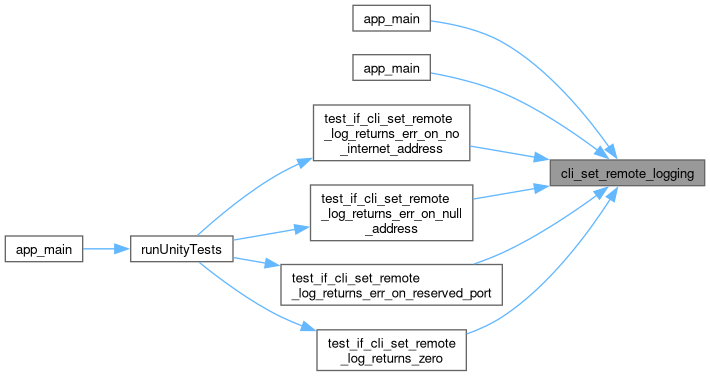 app_main
app_main
test_if_cli_set_remote
_log_returns_err_on_no
_internet_address
cli_set_remote_logging
test_if_cli_set_remote
_log_returns_err_on_null
_address
app_main
runUnityTests
test_if_cli_set_remote
_log_returns_err_on_reserved_port
test_if_cli_set_remote
_log_returns_zero